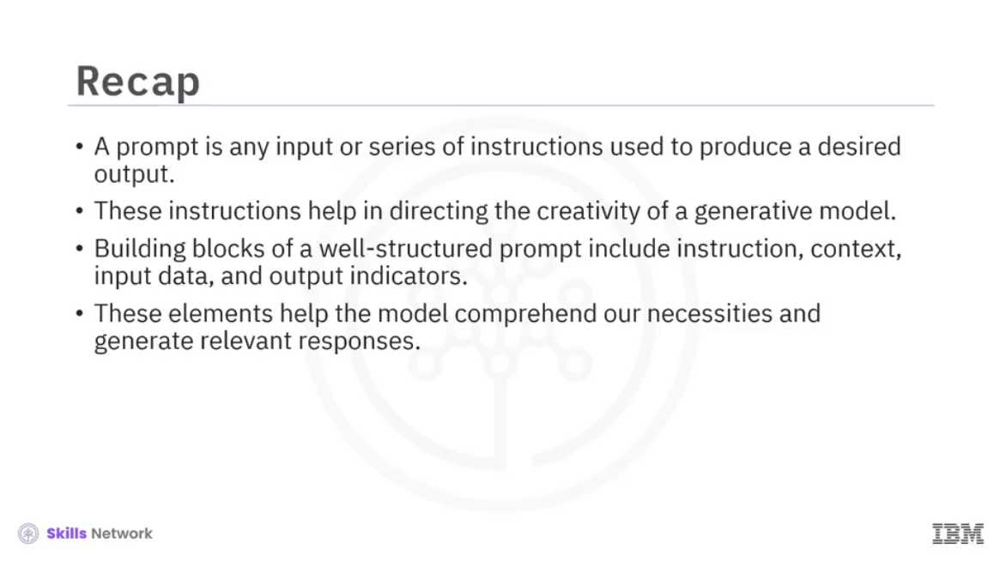 Recap
• A prompt is any input or series of instructions used to produce a desired
output.
• These instructions help in directing the creativity of a generative model.
• Building blocks of a well-structured prompt include instruction, context,
input data, and output indicators.
• These elements help the model comprehend our necessities and
generate relevant responses.
Skills Network
IBM